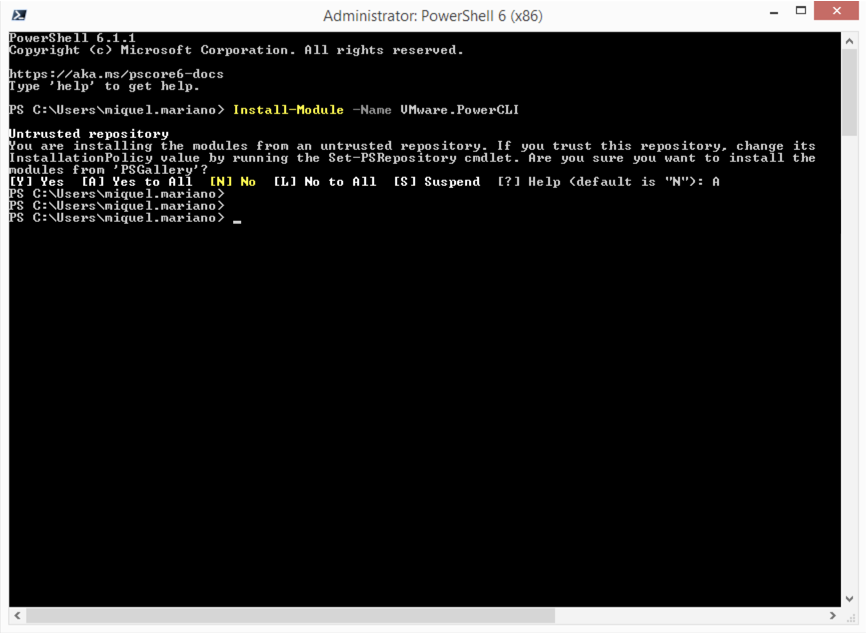 Administrator: PowerShell 6 (x86)
PowerShell 6.1.1
Copyright (c) Microsoft Corporation. All rights reserved.
https://aka.ms/pscore6-docs
Type 'help' to get help.
PS C:\Users\miquel.mariano> Install-Module -Name VMware.PowerCLI
Untrusted repository
You are installing the modules from an untrusted repository. If you trust this repository, change its
InstallationPolicy value by running the Set-PSRepository cmdlet. Are you sure you want to install the
modules from 'PSGallery'?
[Y] Yes  [A] Yes to All  [N] No  [L] No to All  [S] Suspend  [?] Help (default is "N"): A
PS C:\Users\miquel.mariano>
PS C:\Users\miquel.mariano>
PS C:\Users\miquel.mariano> _